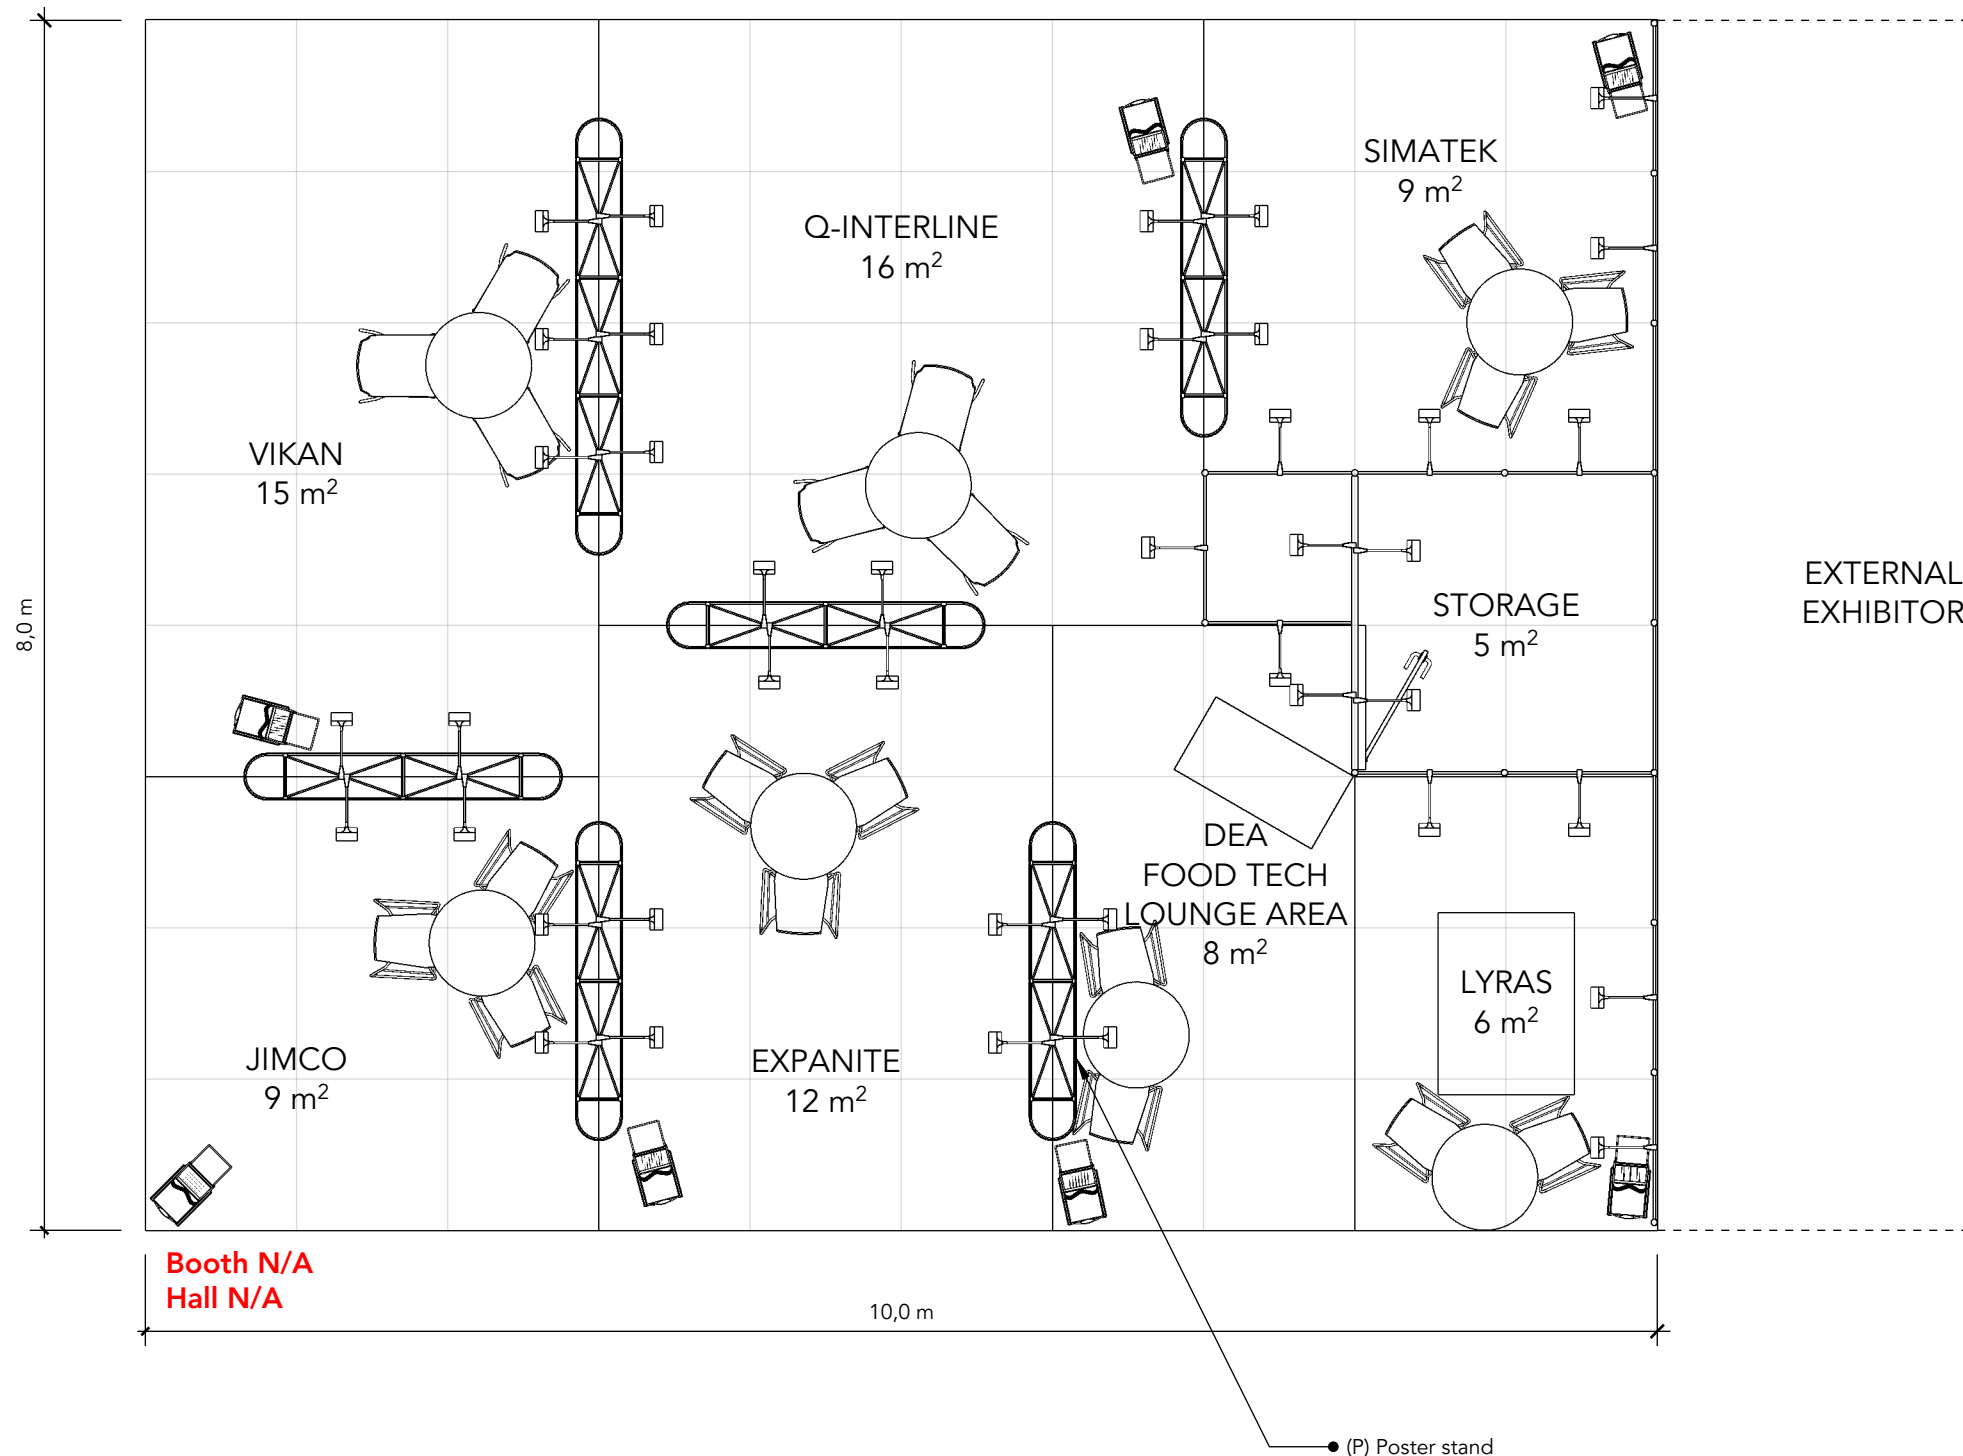 SIMATEK
9 m²
Q-INTERLINE
16 m²
VIKAN
15 m²
EXTERNAL
EXHIBITOR
STORAGE
5 m²
8,0 m
DEA
FOOD TECH
LOUNGE AREA
8 m²
LYRAS
6 m²
JIMCO
9 m²
EXPANITE
12 m²
Booth N/A
Hall N/A
10,0 m
(P) Poster stand